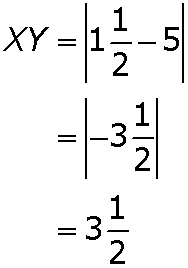 XY = |1 1/2 − 5|
= |−3 1/2|
= 3 1/2